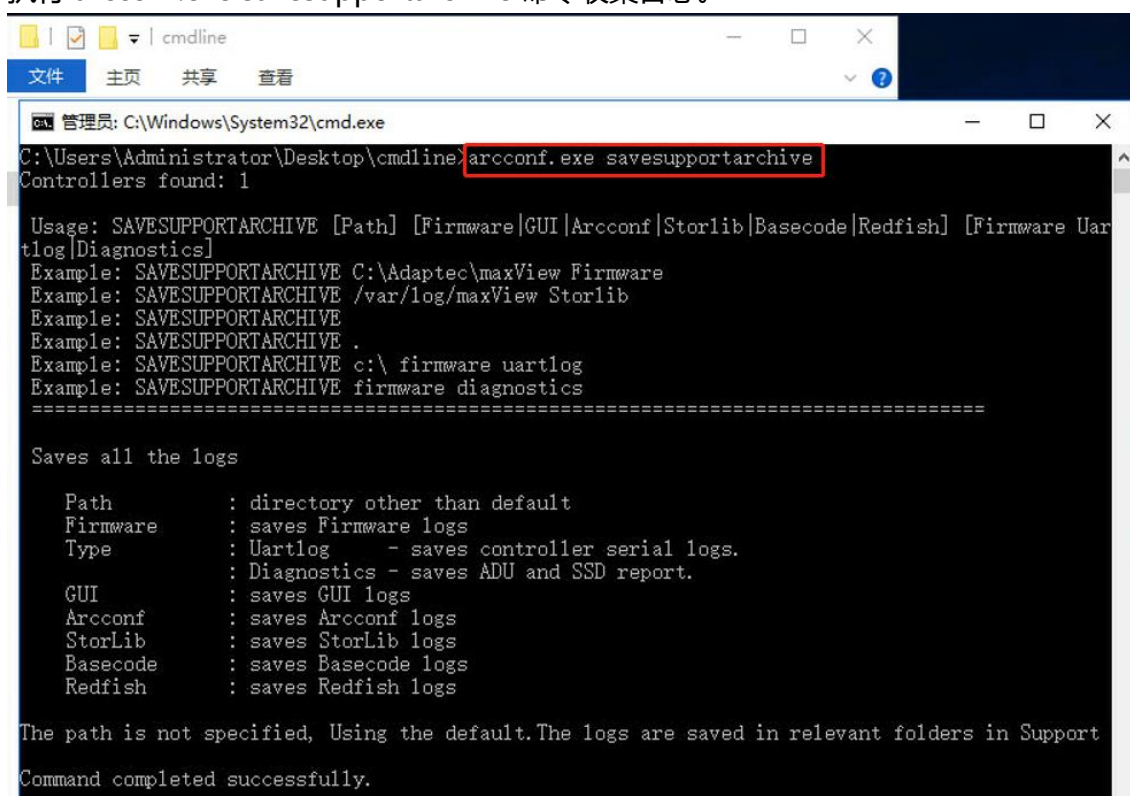 cmdline
文件 主页 共享 查看
管理员: C:\Windows\System32\cmd.exe
C:\Users\Administrator\Desktop\cmdline>arcconf.exe savesupportarchive
Controllers found: 1
Usage: SAVESUPPORTARCHIVE [Path] [Firmware|GUI|Arcconf|Storlib|Basecode|Redfish] [Firmware Uar
tlog|Diagnostics]
Example: SAVESUPPORTARCHIVE C:\Adaptec\maxView Firmware
Example: SAVESUPPORTARCHIVE /var/log/maxView Storlib
Example: SAVESUPPORTARCHIVE
Example: SAVESUPPORTARCHIVE .
Example: SAVESUPPORTARCHIVE c:\ firmware uartlog
Example: SAVESUPPORTARCHIVE firmware diagnostics
=====================================================================================
Saves all the logs
Path : directory other than default
Firmware : saves Firmware logs
Type : Uartlog - saves controller serial logs.
: Diagnostics - saves ADU and SSD report.
GUI : saves GUI logs
Arcconf : saves Arcconf logs
StorLib : saves StorLib logs
Basecode : saves Basecode logs
Redfish : saves Redfish logs
The path is not specified, Using the default.The logs are saved in relevant folders in Suppo­rt
Command completed successfully.